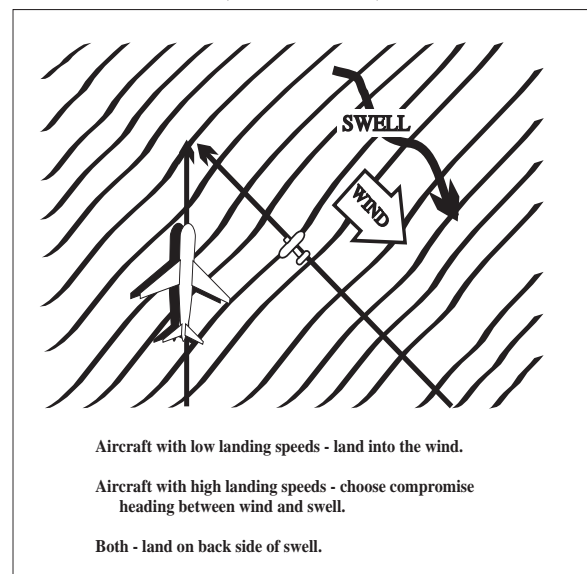 SWELL
WIND
Aircraft with low landing speeds - land into the wind.
Aircraft with high landing speeds - choose compromise
heading between wind and swell.
Both - land on back side of swell.